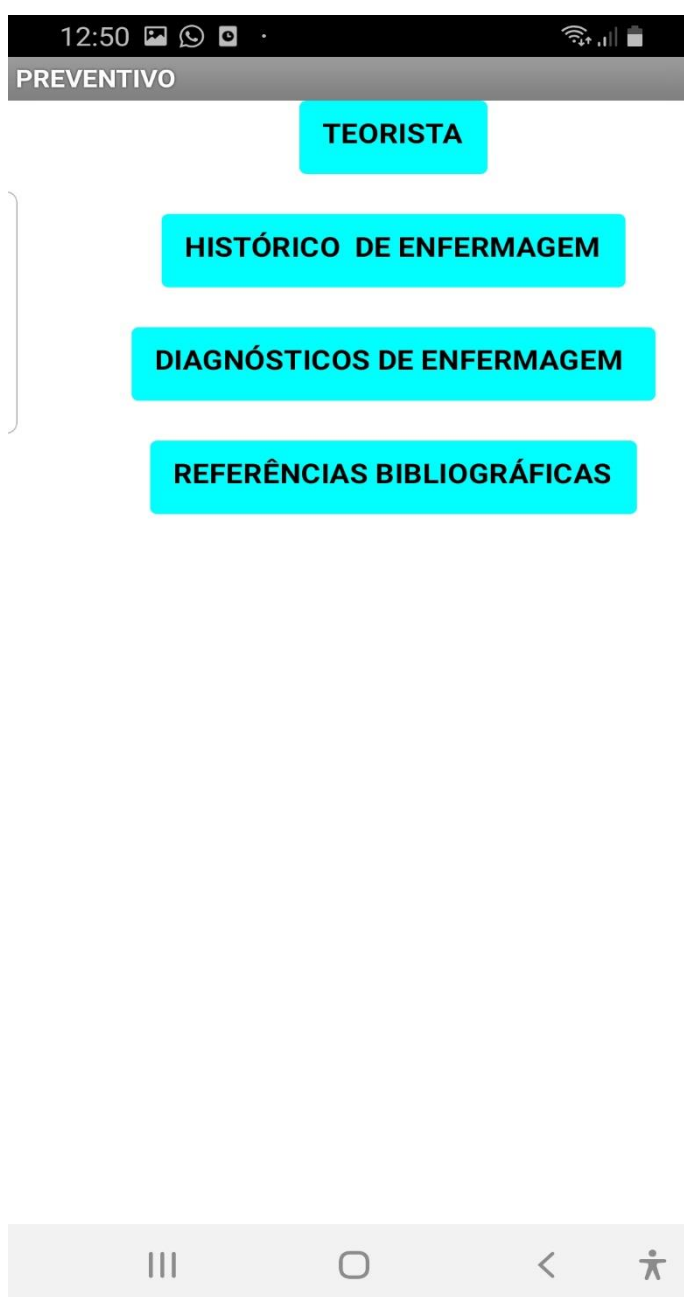 12:50
PREVENTIVO
TEORISTA
HISTÓRICO  DE ENFERMAGEM
DIAGNÓSTICOS DE ENFERMAGEM
REFERÊNCIAS BIBLIOGRÁFICAS